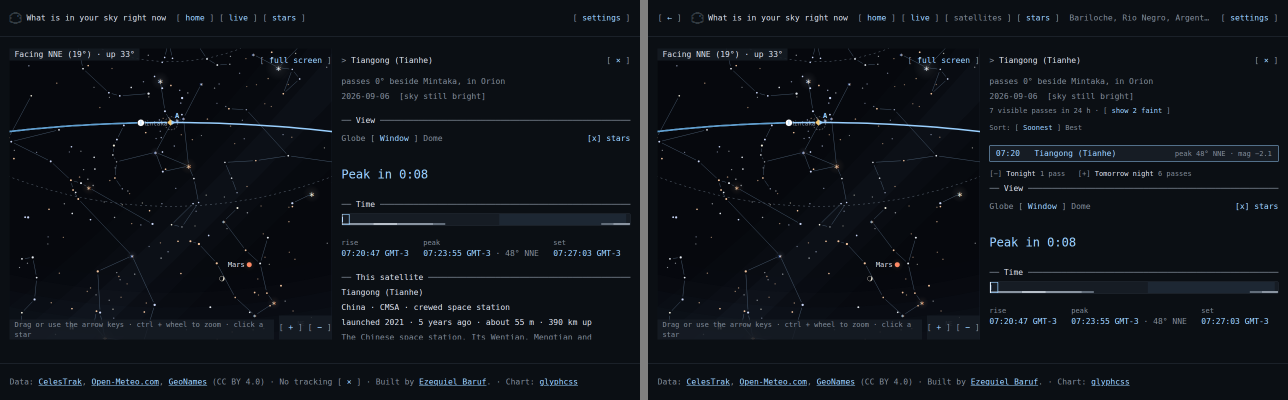 What is in your sky right now [ home ] [ live ] [ stars ] [ settings ]
Facing NNE (19°) · up 33°
[ full screen ]
A
Mars
Drag or use the arrow keys · ctrl + wheel to zoom · click a star
[ + ] [ − ]
> Tiangong (Tianhe) [ × ]
passes 0° beside Mintaka, in Orion
2026-09-06 [sky still bright]
View
Globe [ Window ] Dome [x] stars
Peak in 0:08
Time
rise peak set
07:20:47 GMT-3 07:23:55 GMT-3 · 48° NNE 07:27:03 GMT-3
This satellite
Tiangong (Tianhe)
China · CMSA · crewed space station
launched 2021 · 5 years ago · about 55 m · 390 km up
The Chinese space station. Its Wentian, Mengtian and
Data: CelesTrak, Open-Meteo.com, GeoNames (CC BY 4.0) · No tracking [ × ] · Built by Ezequiel Baruf. · Chart: glyphcss
[ ← ] What is in your sky right now [ home ] [ live ] [ satellites ] [ stars ] Bariloche, Rio Negro, Argent… [ settings ]
Facing NNE (19°) · up 33°
[ full screen ]
A
Mars
Drag or use the arrow keys · ctrl + wheel to zoom · click a star
[ + ] [ − ]
> Tiangong (Tianhe) [ × ]
passes 0° beside Mintaka, in Orion
2026-09-06 [sky still bright]
7 visible passes in 24 h · [ show 2 faint ]
Sort: [ Soonest ] Best
07:20 Tiangong (Tianhe) peak 48° NNE · mag −2.1
[−] Tonight 1 pass [+] Tomorrow night 6 passes
View
Globe [ Window ] Dome [x] stars
Peak in 0:08
Time
rise peak set
07:20:47 GMT-3 07:23:55 GMT-3 · 48° NNE 07:27:03 GMT-3
Data: CelesTrak, Open-Meteo.com, GeoNames (CC BY 4.0) · Built by Ezequiel Baruf. · Chart: glyphcss